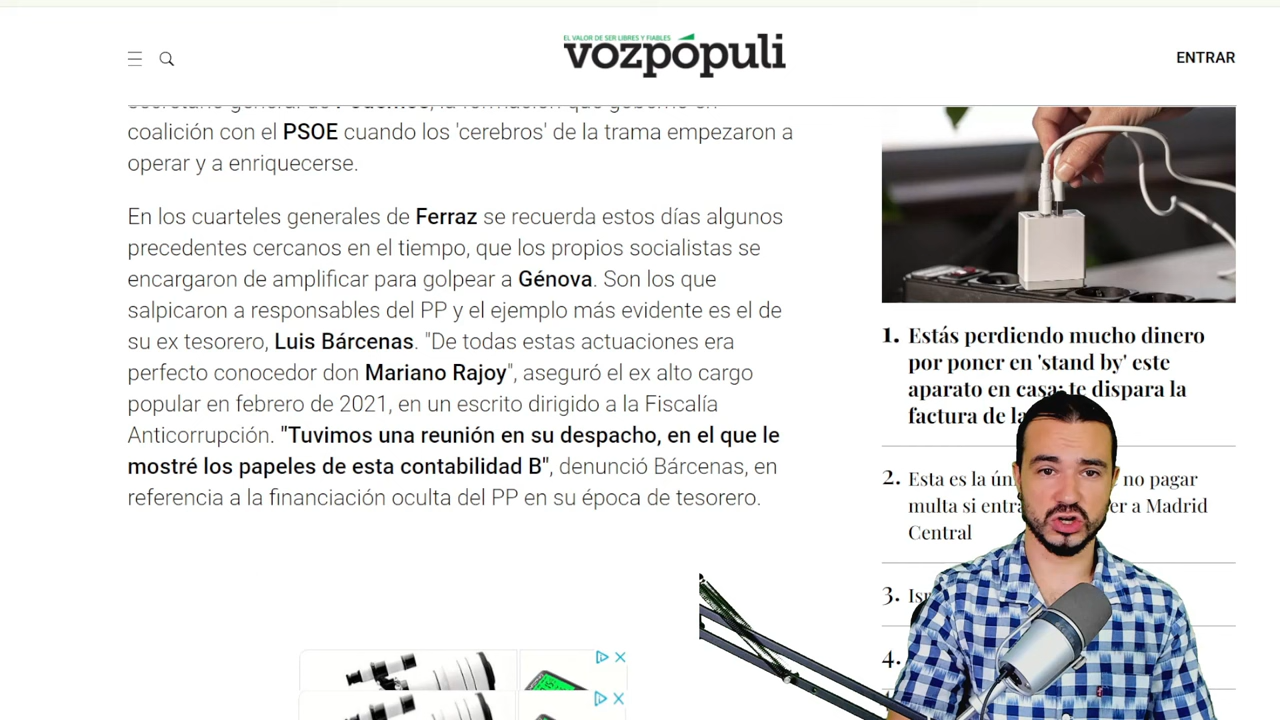 EL VALOR DE SER LIBRES Y FIABLES
vozpópuli
ENTRAR
coalición con el PSOE cuando los 'cerebros' de la trama empezaron a
operar y a enriquecerse.
En los cuarteles generales de Ferraz se recuerda estos días algunos
precedentes cercanos en el tiempo, que los propios socialistas se
encargaron de amplificar para golpear a Génova. Son los que
salpicaron a responsables del PP y el ejemplo más evidente es el de
su ex tesorero, Luis Bárcenas. "De todas estas actuaciones era
perfecto conocedor don Mariano Rajoy", aseguró el ex alto cargo
popular en febrero de 2021, en un escrito dirigido a la Fiscalía
Anticorrupción. "Tuvimos una reunión en su despacho, en el que le
mostré los papeles de esta contabilidad B", denunció Bárcenas, en
referencia a la financiación oculta del PP en su época de tesorero.
1. Estás perdiendo mucho dinero
por poner en 'stand by' este
aparato en casa: te dispara la
factura de
2. Esta es la no pagar
multa si a Madrid
Central
3.
4.